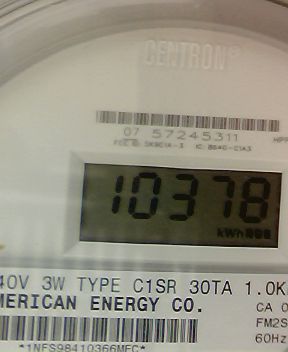 CENTRON®
07 57245311
10378
kWh
40V 3W TYPE C1SR 30TA 1.0K
MERICAN ENERGY CO.
CA 0
FM2S
60Hz
*1NFS98410366MFC*